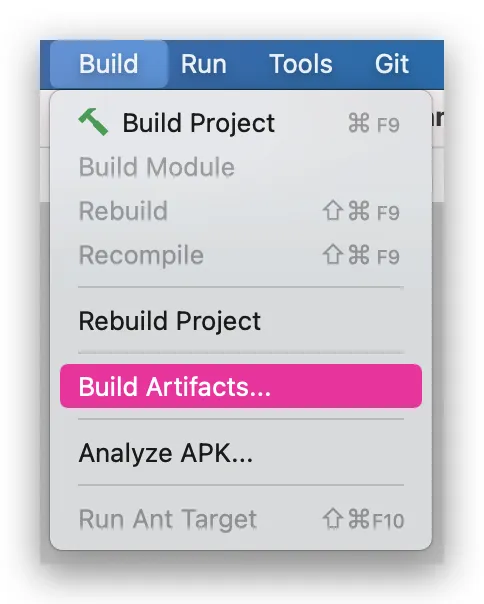 Build Run Tools Git
Build Project ⌘ F9
Build Module
Rebuild ⇧⌘ F9
Recompile ⇧⌘ F9
Rebuild Project
Build Artifacts...
Analyze APK...
Run Ant Target ⇧⌘F10